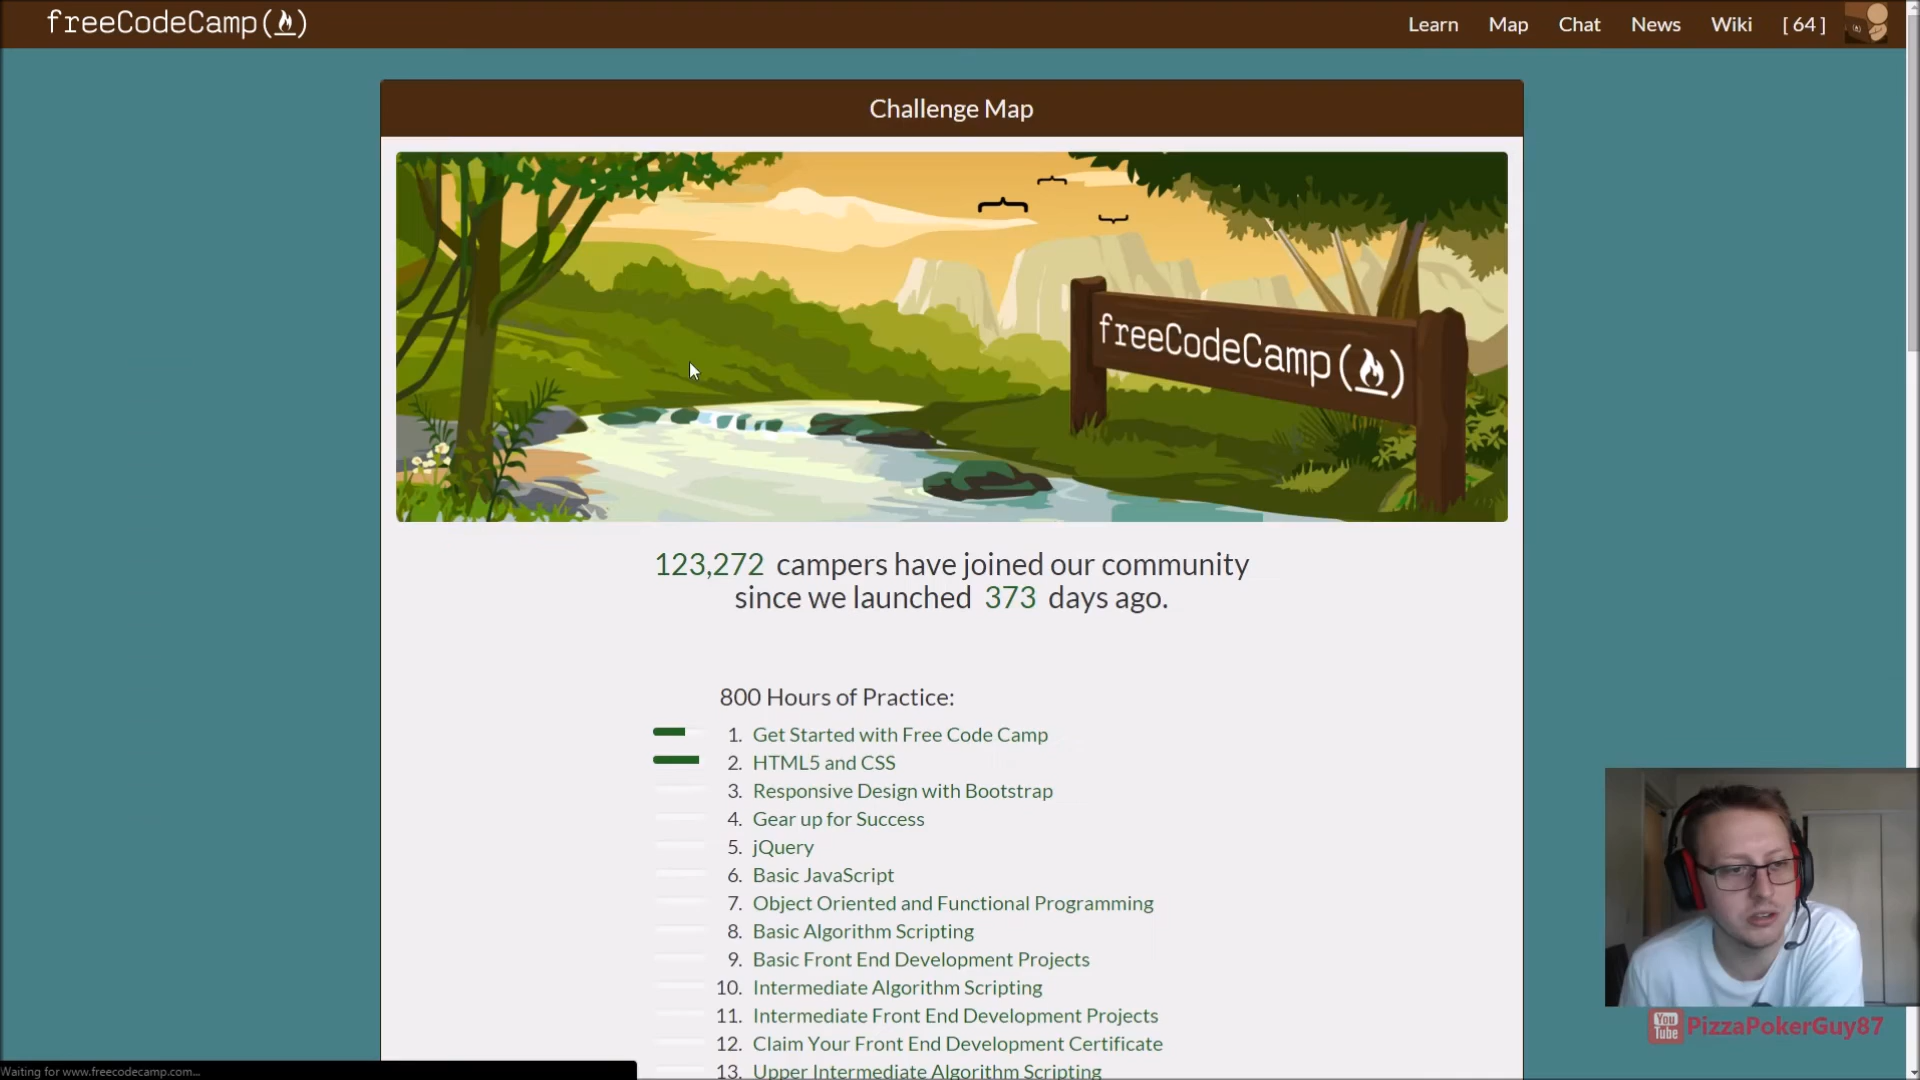 freeCodeCamp(🔥)
Learn Map Chat News Wiki [ 64 ]
Challenge Map
freeCodeCamp(🔥)
123,272 campers have joined our community
since we launched 373 days ago.
800 Hours of Practice:
1. Get Started with Free Code Camp
2. HTML5 and CSS
3. Responsive Design with Bootstrap
4. Gear up for Success
5. jQuery
6. Basic JavaScript
7. Object Oriented and Functional Programming
8. Basic Algorithm Scripting
9. Basic Front End Development Projects
10. Intermediate Algorithm Scripting
11. Intermediate Front End Development Projects
12. Claim Your Front End Development Certificate
13. Upper Intermediate Algorithm Scripting
You Tube PizzaPokerGuy87
Waiting for www.freecodecamp.com...